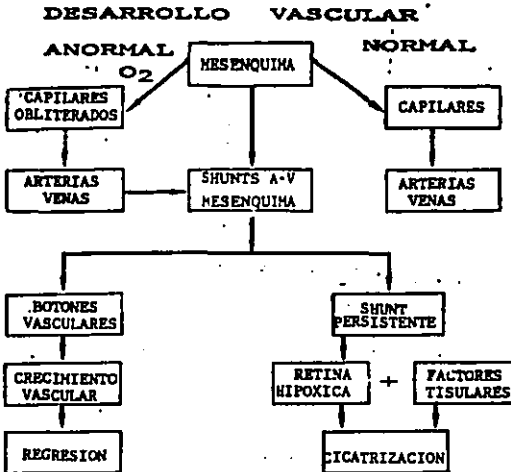 DESARROLLO VASCULAR
ANORMAL
NORMAL
O2
MESENQUIMA
CAPILARES
OBLITERADOS
CAPILARES
ARTERIAS
VENAS
SHUNTS A-V
MESENQUIMA
ARTERIAS
VENAS
BOTONES
VASCULARES
SHUNT
PERSISTENTE
CRECIMIENTO
VASCULAR
RETINA
HIPOXICA
+
FACTORES
TISULARES
REGRESION
CICATRIZACION